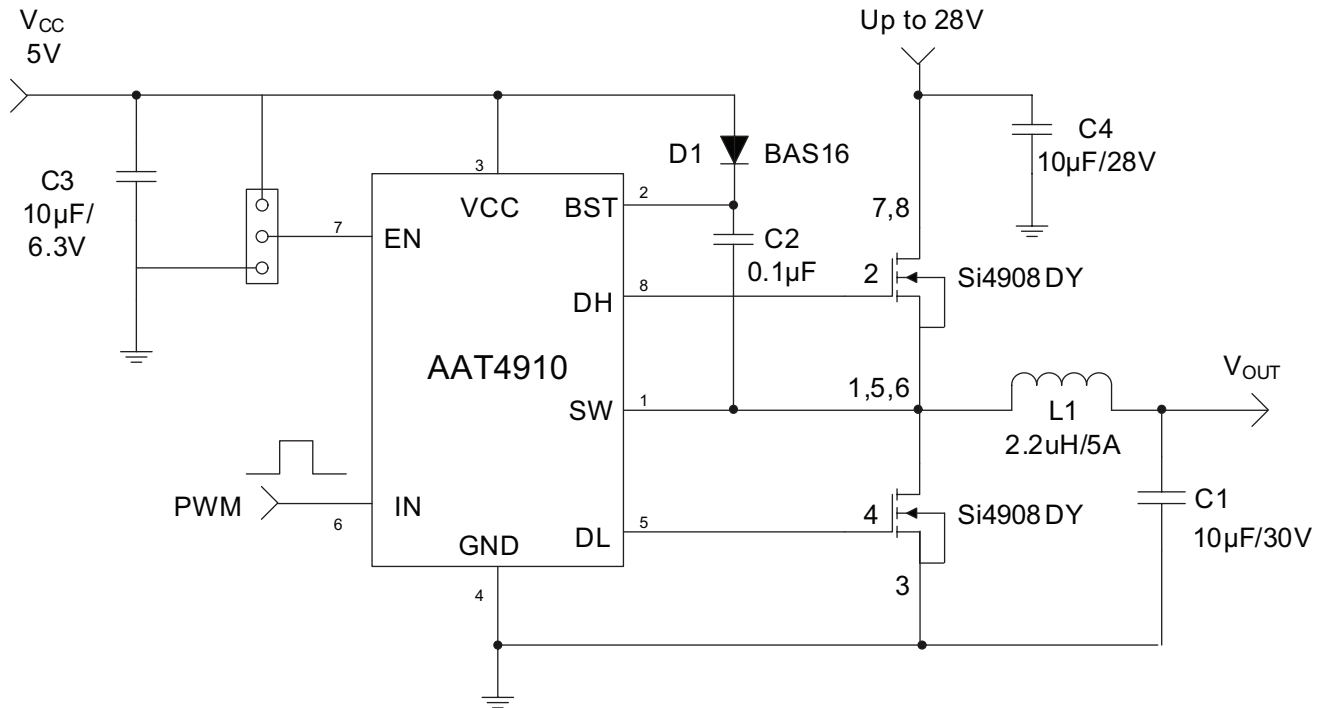 VCC
5V
Up to 28V
C3
10µF/
6.3V
D1
BAS16
C4
10µF/28V
3
VCC
2
BST
7,8
7
EN
C2
0.1µF
8
DH
2
Si4908DY
AAT4910
1,5,6
1
SW
L1
2.2uH/5A
VOUT
PWM
6
IN
5
DL
4
Si4908DY
C1
10µF/30V
GND
4
3